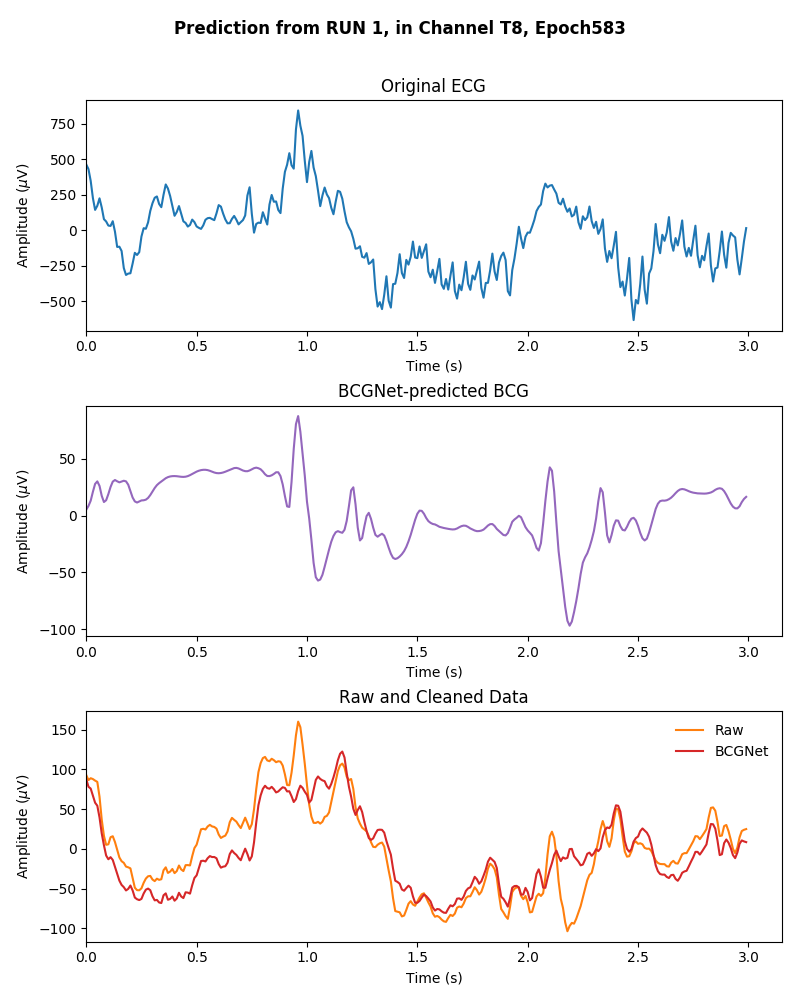 Prediction from RUN 1, in Channel T8, Epoch583
Original ECG
Amplitude (μV)
750
500
250
0
−250
−500
0.0 0.5 1.0 1.5 2.0 2.5 3.0
Time (s)
BCGNet-predicted BCG
Amplitude (μV)
50
0
−50
−100
0.0 0.5 1.0 1.5 2.0 2.5 3.0
Time (s)
Raw and Cleaned Data
Amplitude (μV)
150
100
50
0
−50
−100
Raw
BCGNet
0.0 0.5 1.0 1.5 2.0 2.5 3.0
Time (s)